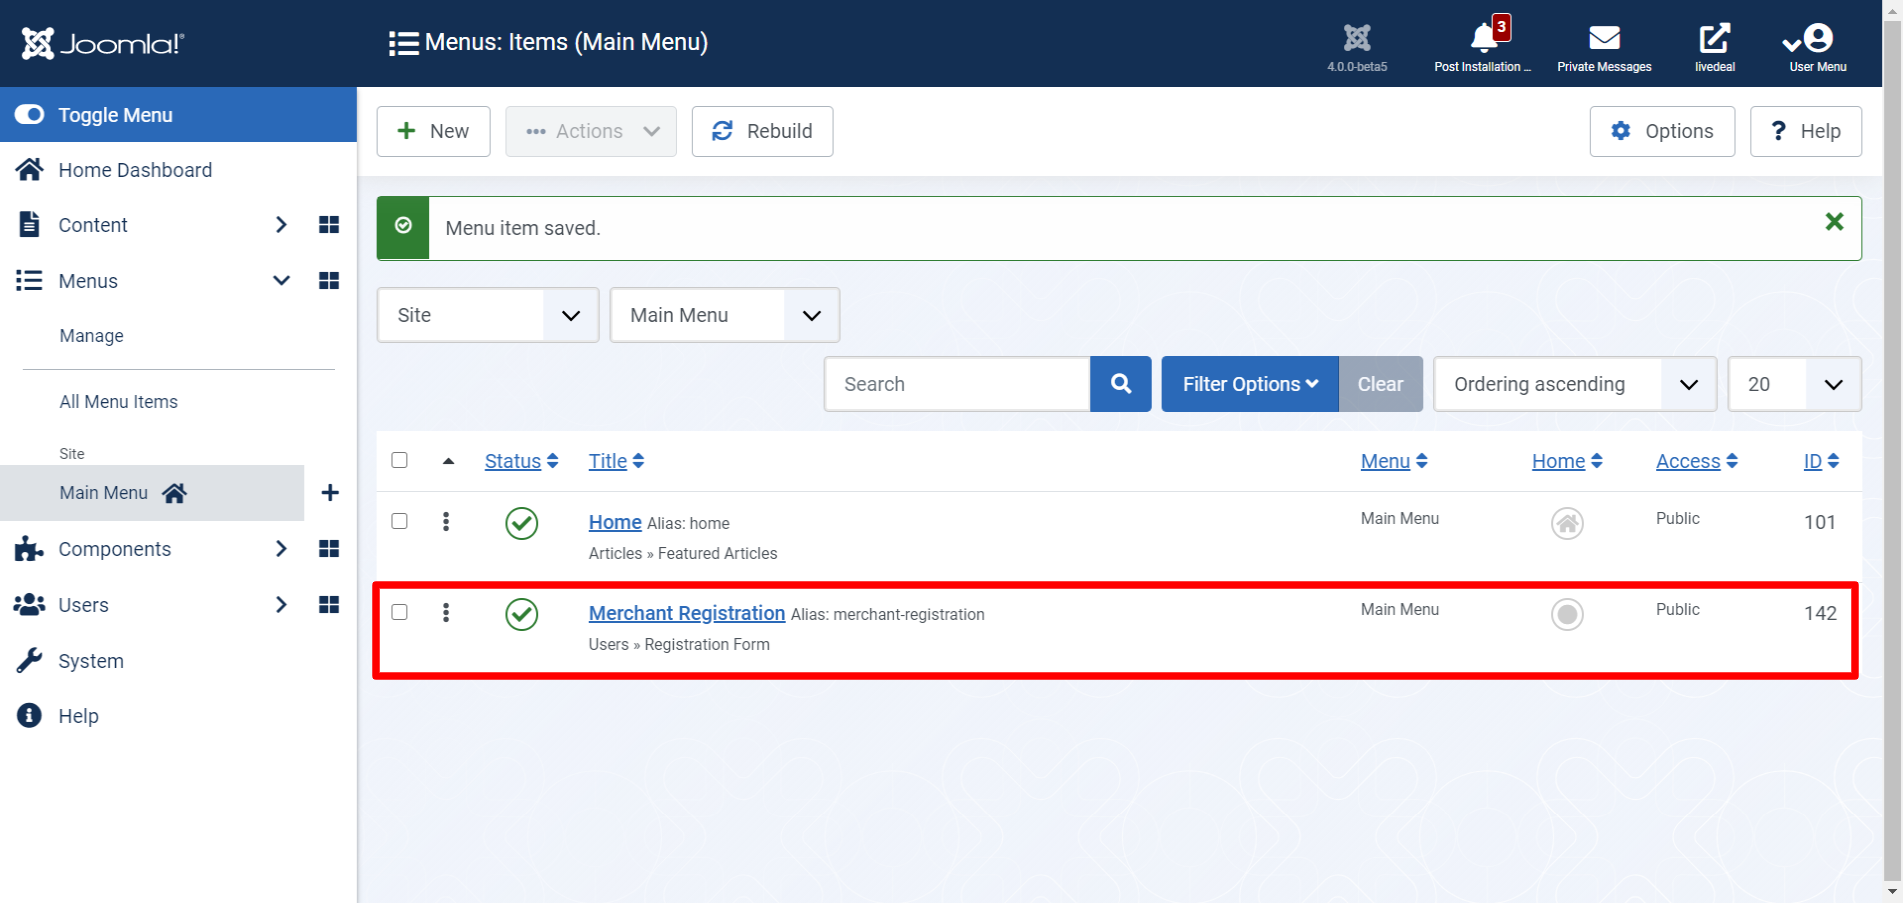 Joomla!®
Menus: Items (Main Menu)
4.0.0-beta5
3
Post Installation ...
Private Messages
livedeal
User Menu
Toggle Menu
Home Dashboard
Content
Menus
Manage
All Menu Items
Site
Main Menu
Components
Users
System
Help
New
Actions
Rebuild
Options
? Help
Menu item saved.
Site
Main Menu
Search
Filter Options
Clear
Ordering ascending
20
Status Title Menu Home Access ID
Home Alias: home Main Menu Public 101
Articles » Featured Articles
Merchant Registration Alias: merchant-registration Main Menu Public 142
Users » Registration Form